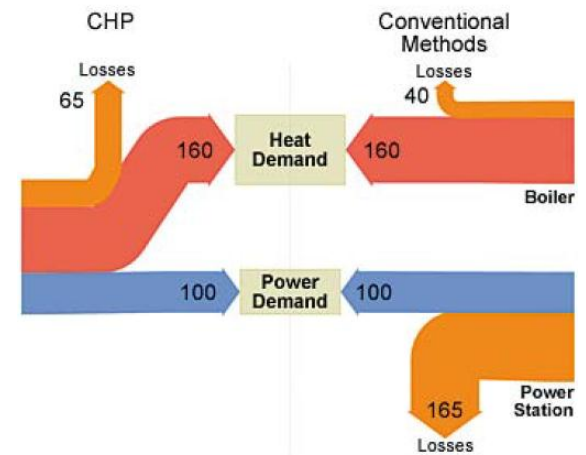 CHP
Conventional
Methods
Losses
65
Losses
40
160
Heat
Demand
160
Boiler
100
Power
Demand
100
Power
Station
165
Losses